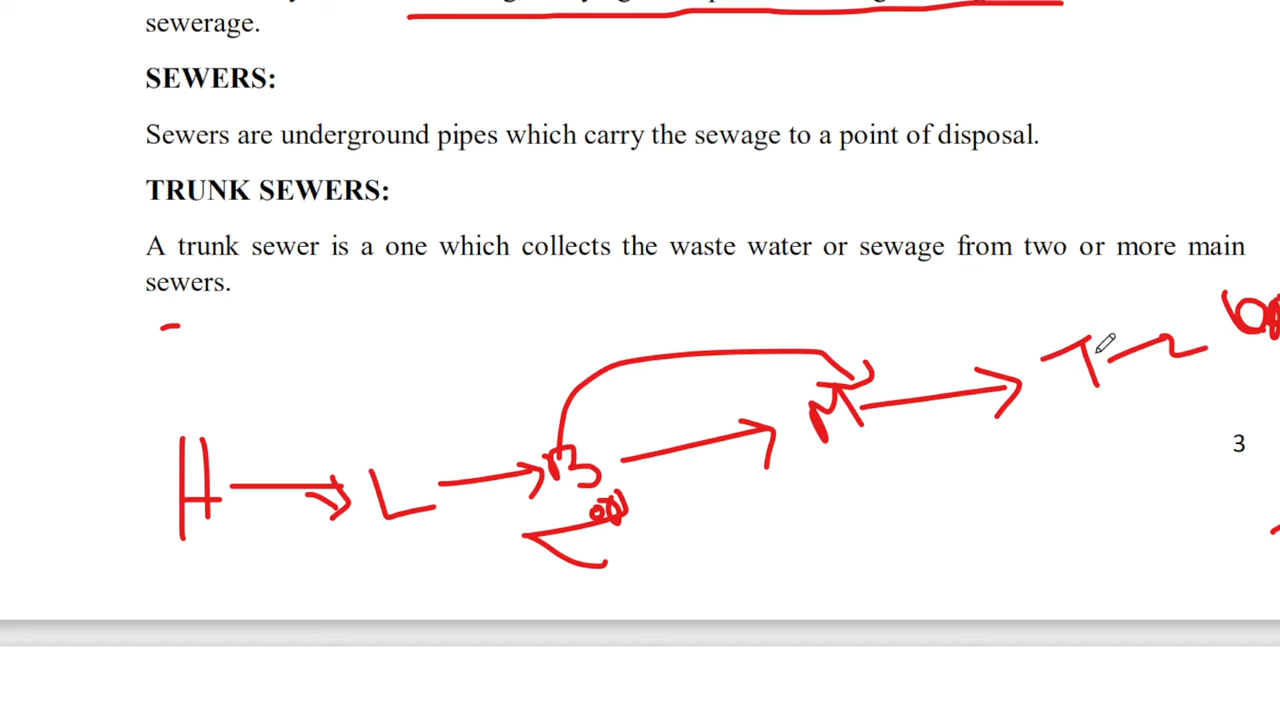 sewerage.
SEWERS:
Sewers are underground pipes which carry the sewage to a point of disposal.
TRUNK SEWERS:
A trunk sewer is a one which collects the waste water or sewage from two or more main
sewers.
H L B M T
3